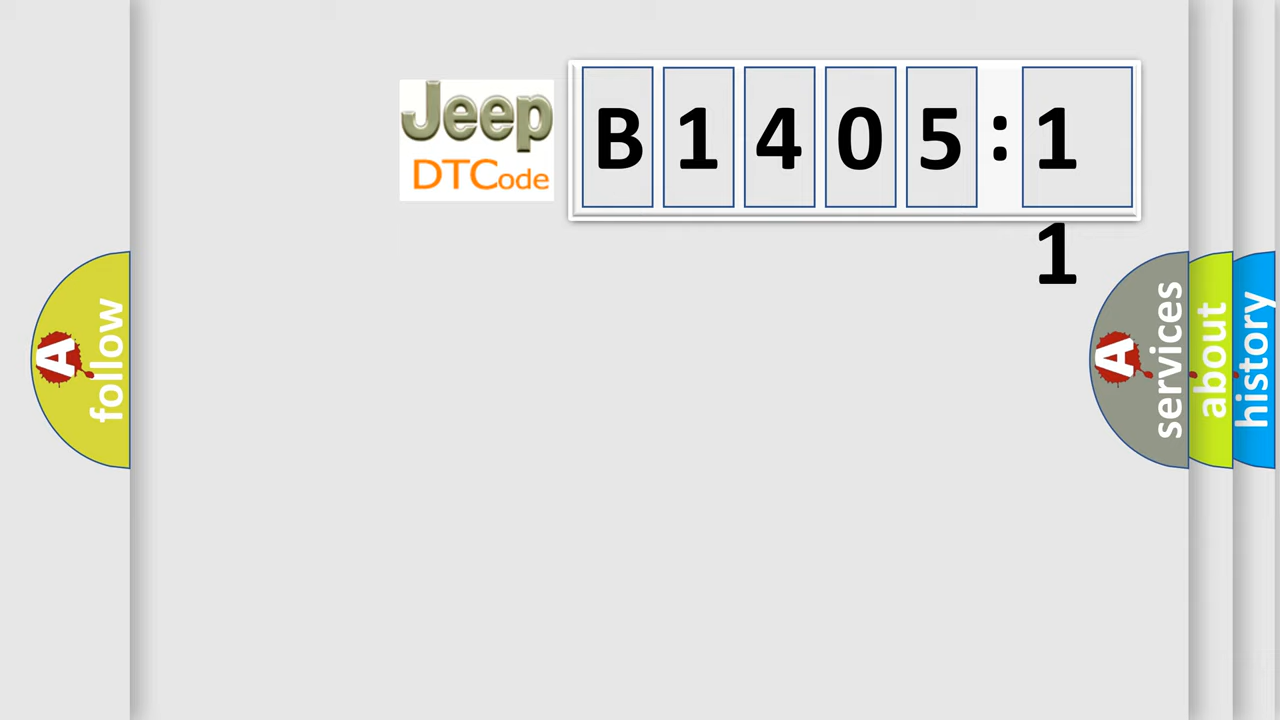 Jeep
DTCode
B1405:1
1
A
follow
A
services
about
history